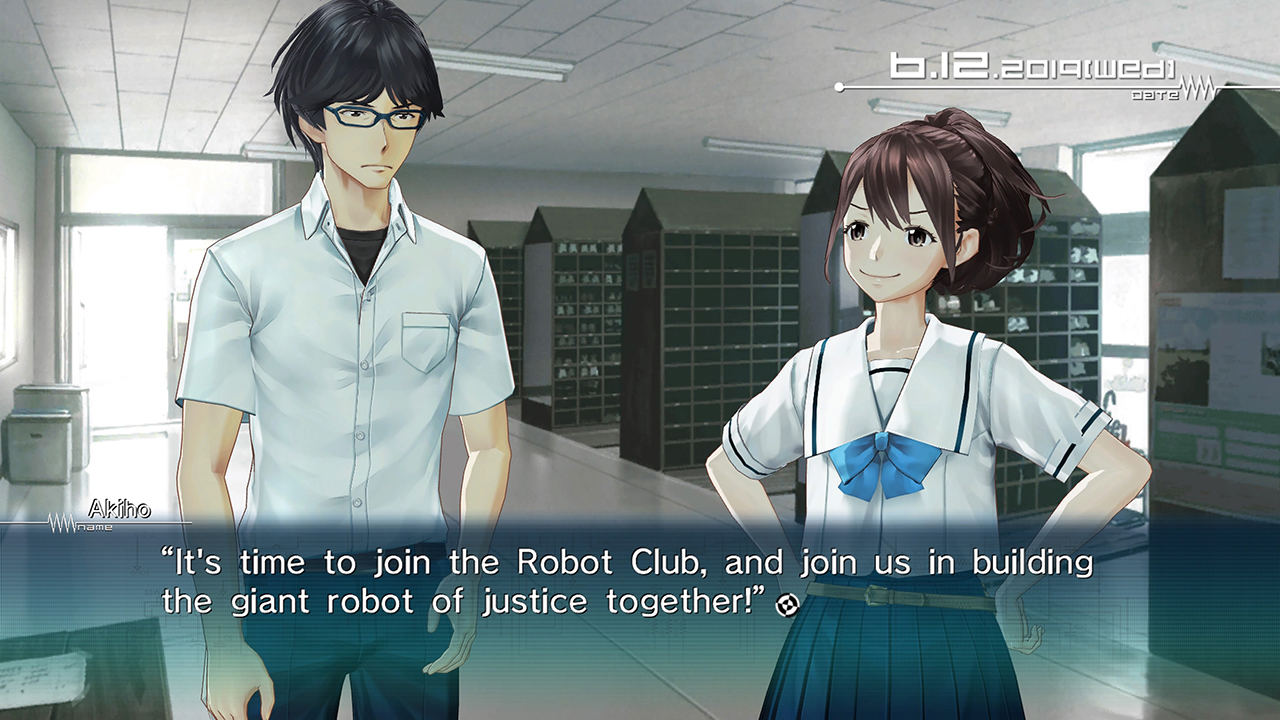 6.12.2019[Wed]
DATE
Akiho
name
“It's time to join the Robot Club, and join us in building
the giant robot of justice together!”